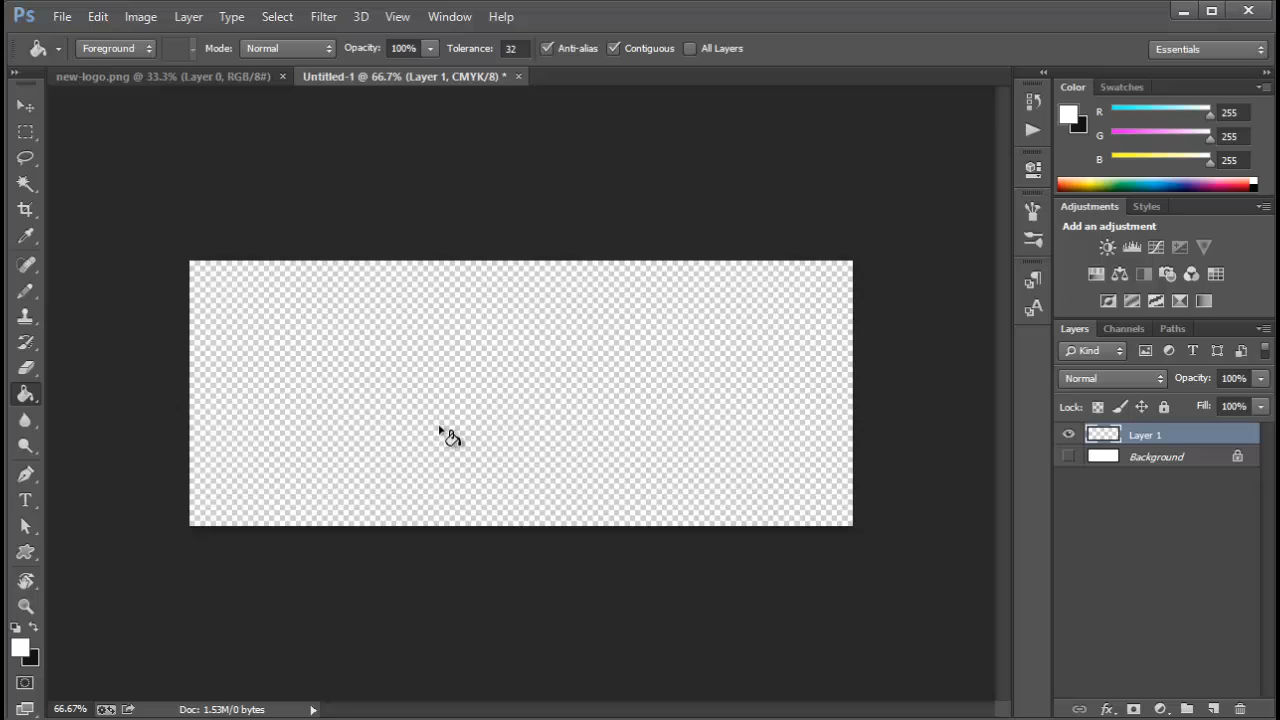 Ps File Edit Image Layer Type Select Filter 3D View Window Help
Foreground Mode: Normal Opacity: 100% Tolerance: 32 Anti-alias Contiguous All Layers Essentials
new-logo.png @ 33.3% (Layer 0, RGB/8#) × Untitled-1 @ 66.7% (Layer 1, CMYK/8) * ×
Color Swatches
R 255
G 255
B 255
Adjustments Styles
Add an adjustment
Layers Channels Paths
Kind
Normal Opacity: 100%
Lock: Fill: 100%
Layer 1
Background
66.67% Doc: 1.53M/0 bytes